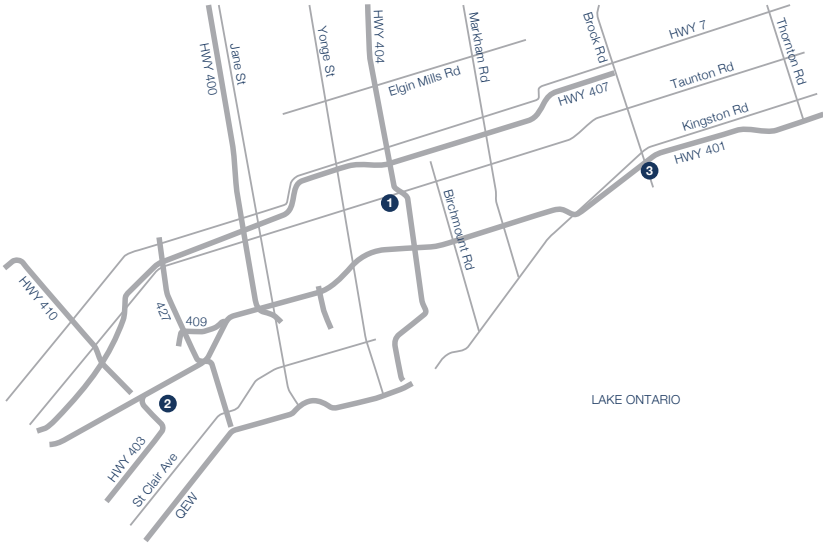 HWY 400
Jane St
Yonge St
HWY 404
Markham Rd
Brock Rd
HWY 7
Thornton Rd
Elgin Mills Rd
HWY 407
Taunton Rd
Kingston Rd
HWY 401
3
1
Birchmount Rd
HWY 410
427
409
2
LAKE ONTARIO
HWY 403
St Clair Ave
QEW